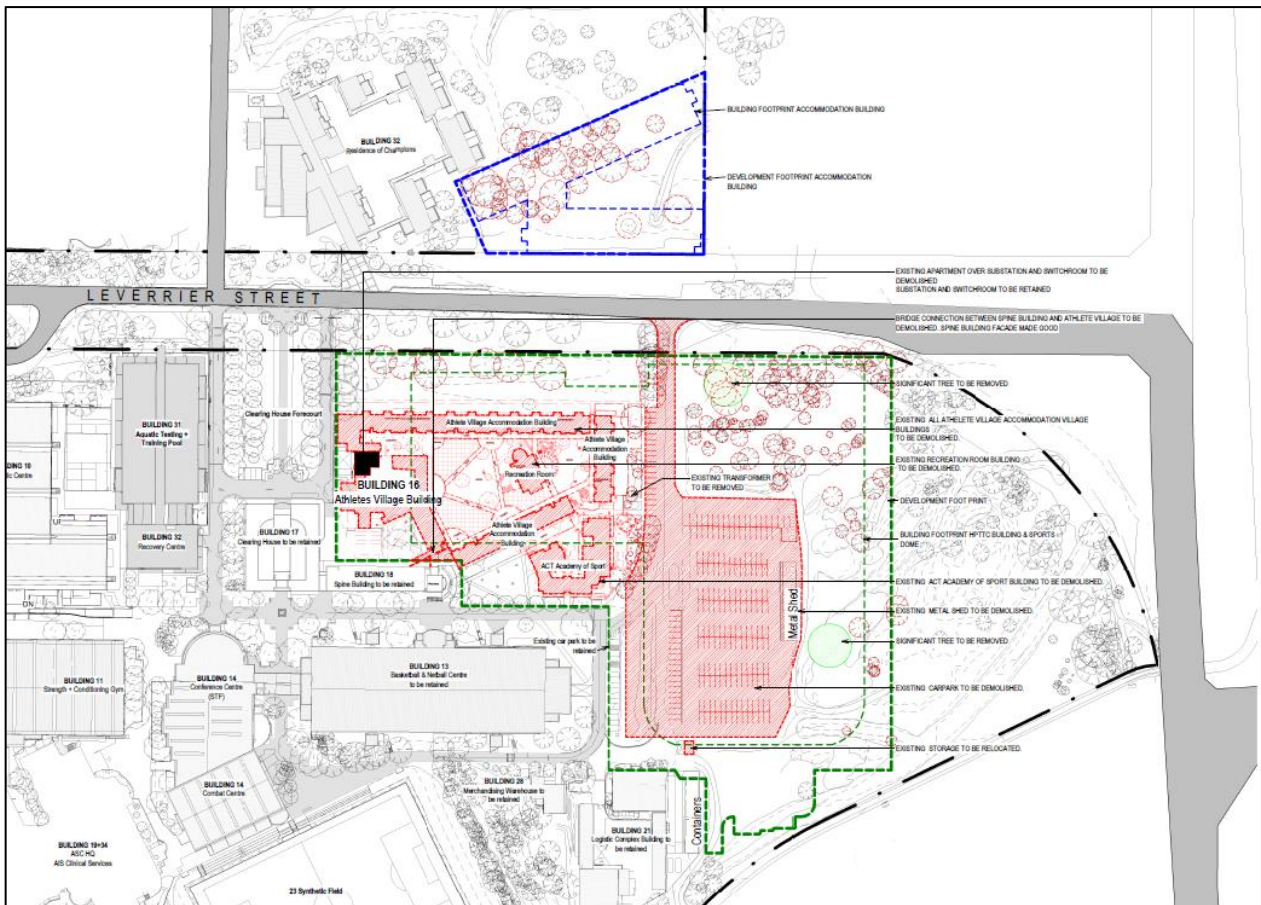 BUILDING FOOTPRINT ACCOMMODATION BUILDING
BUILDING 32
Residence of Champions
DEVELOPMENT FOOTPRINT ACCOMMODATION
BUILDING
EXISTING APARTMENT OVER SUBSTATION AND SWITCHROOM TO BE
DEMOLISHED
SUBSTATION AND SWITCHROOM TO BE RETAINED
LEVERRIER STREET
BRIDGE CONNECTION BETWEEN SPINE BUILDING AND ATHLETE VILLAGE TO BE
DEMOLISHED. SPINE BUILDING FACADE MADE GOOD
SIGNIFICANT TREE TO BE REMOVED
BUILDING 31
Aquatic Testing +
Training Pool
Clearing House Forecourt
Athlete Village Accommodation Building
EXISTING ALL ATHELETE VILLAGE ACCOMMODATION VILLAGE
BUILDINGS
TO BE DEMOLISHED.
Athlete Village
Accommodation
Building
EXISTING RECREATION ROOM BUILDING
TO BE DEMOLISHED.
Recreation Room
EXISTING TRANSFORMER
TO BE REMOVED
BUILDING 16
Athletes Village Building
DEVELOPMENT FOOT PRINT
Athlete Village
Accommodation
Building
BUILDING 17
Clearing House to be retained
BUILDING 32
Recovery Centre
BUILDING FOOTPRINT HPTTC BUILDING & SPORTS
DOME
ACT Academy of Sport
BUILDING 18
Spine Building to be retained
EXISTING ACT ACADEMY OF SPORT BUILDING TO BE DEMOLISHED.
Metal Shed
EXISTING METAL SHED TO BE DEMOLISHED.
DN
Existing car park to be
retained
SIGNIFICANT TREE TO BE REMOVED
BUILDING 11
Strength + Conditioning Gym
BUILDING 14
Conference Centre
(STF)
BUILDING 13
Basketball & Netball Centre
to be retained
EXISTING CARPARK TO BE DEMOLISHED.
EXISTING STORAGE TO BE RELOCATED.
BUILDING 14
Combat Centre
BUILDING 28
Merchandising Warehouse to
be retained
Containers
BUILDING 21
Logistic Complex Building to
be retained
BUILDING 19+34
ASC HQ
AIS Clinical Services
23 Synthetic Field